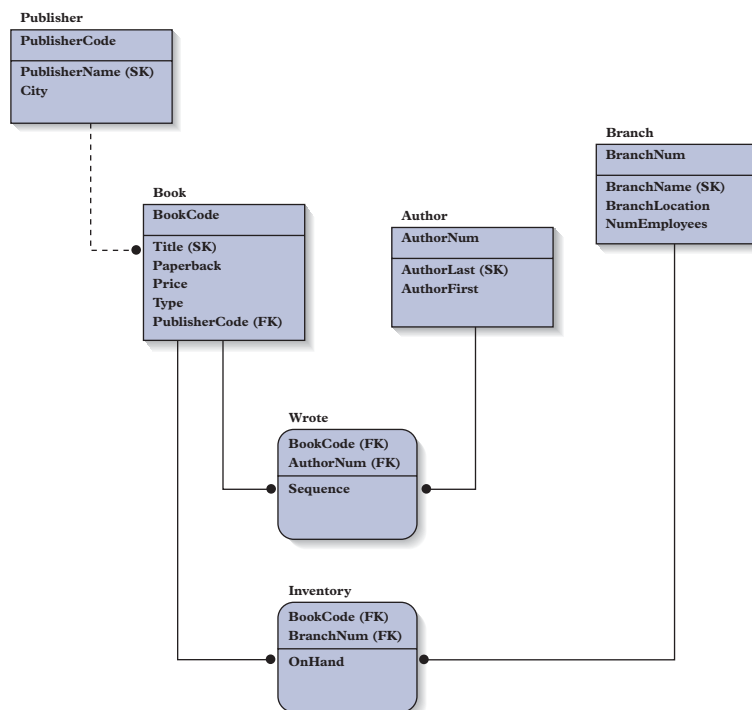 Publisher
PublisherCode
PublisherName (SK)
City
Book
BookCode
Title (SK)
Paperback
Price
Type
PublisherCode (FK)
Author
AuthorNum
AuthorLast (SK)
AuthorFirst
Branch
BranchNum
BranchName (SK)
BranchLocation
NumEmployees
Wrote
BookCode (FK)
AuthorNum (FK)
Sequence
Inventory
BookCode (FK)
BranchNum (FK)
OnHand